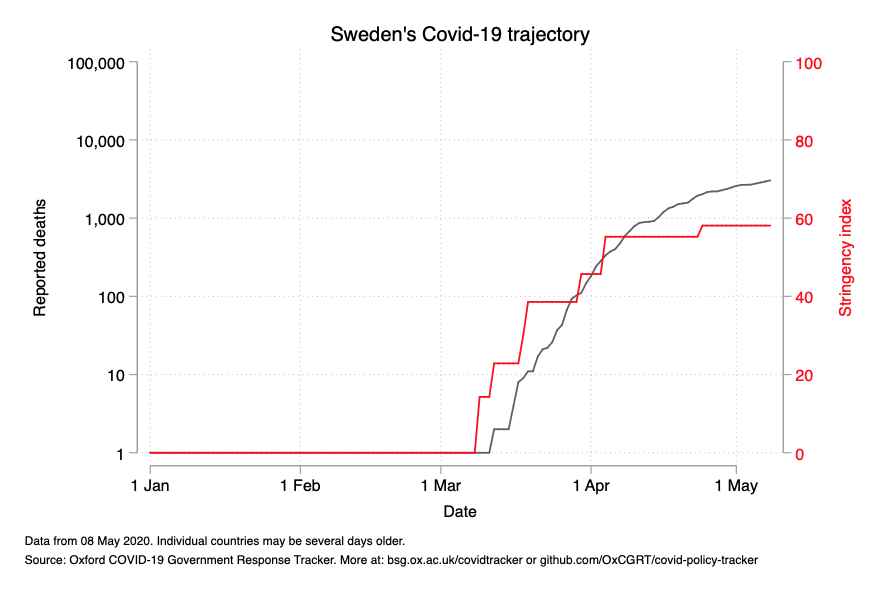 Sweden's Covid-19 trajectory
100,000
10,000
1,000
100
10
1
Reported deaths
100
80
60
40
20
0
Stringency index
1 Jan
1 Feb
1 Mar
1 Apr
1 May
Date
Data from 08 May 2020. Individual countries may be several days older.
Source: Oxford COVID-19 Government Response Tracker. More at: bsg.ox.ac.uk/covidtracker or github.com/OxCGRT/covid-policy-tracker